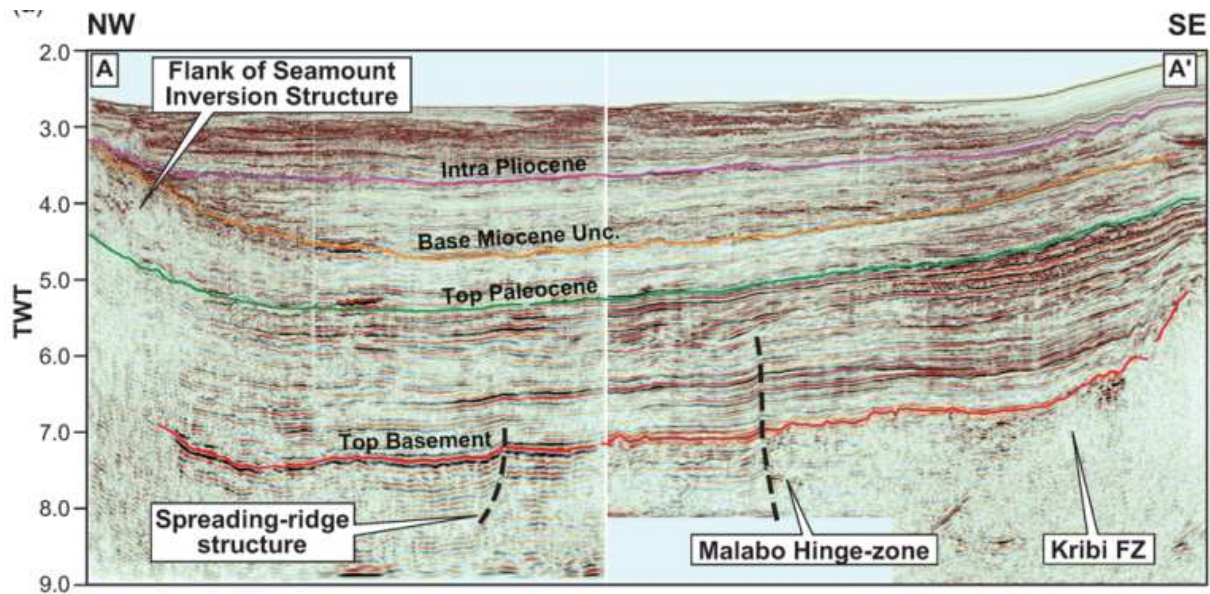 NW
SE
2.0
A
A'
Flank of Seamount
Inversion Structure
3.0
Intra Pliocene
4.0
Base Miocene Unc.
5.0
Top Paleocene
TWT
6.0
7.0
Top Basement
8.0
Spreading-ridge
structure
Malabo Hinge-zone
Kribi FZ
9.0